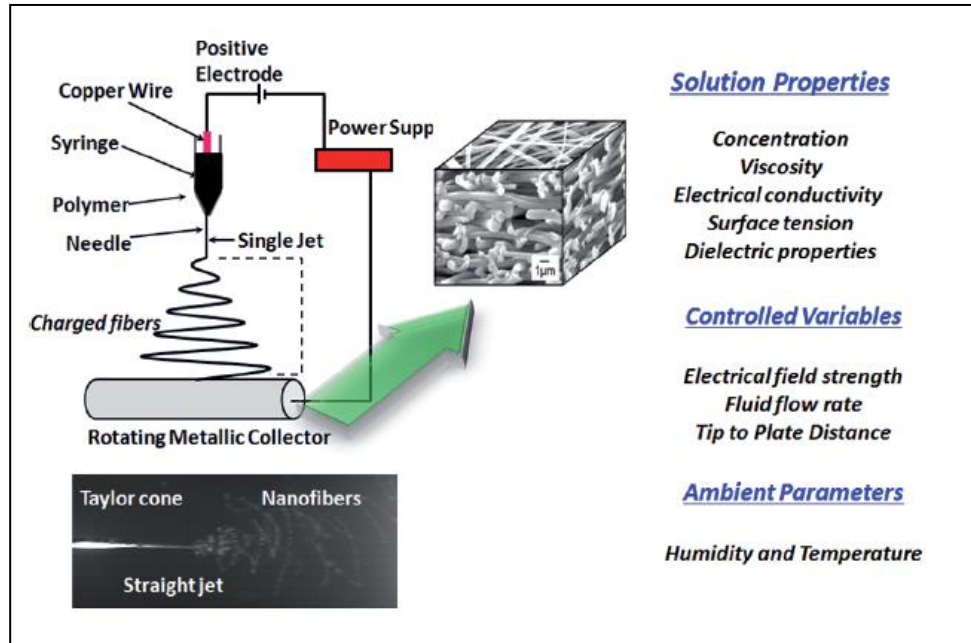 Positive
Electrode
Copper Wire
Power Supp
Syringe
Polymer
Needle
Single Jet
Charged fibers
Rotating Metallic Collector
1µm
Taylor cone
Nanofibers
Straight jet
Solution Properties
Concentration
Viscosity
Electrical conductivity
Surface tension
Dielectric properties
Controlled Variables
Electrical field strength
Fluid flow rate
Tip to Plate Distance
Ambient Parameters
Humidity and Temperature